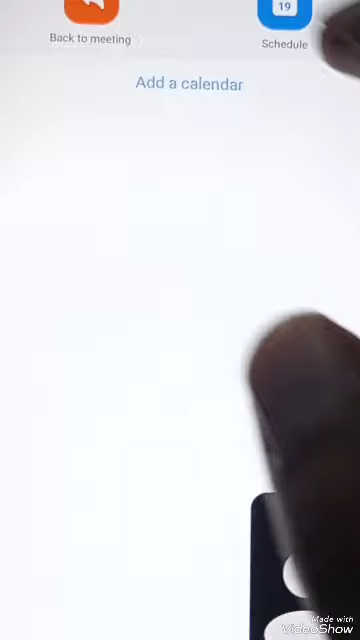 19
Back to meeting
Schedule
Add a calendar
Made with
VideoShow